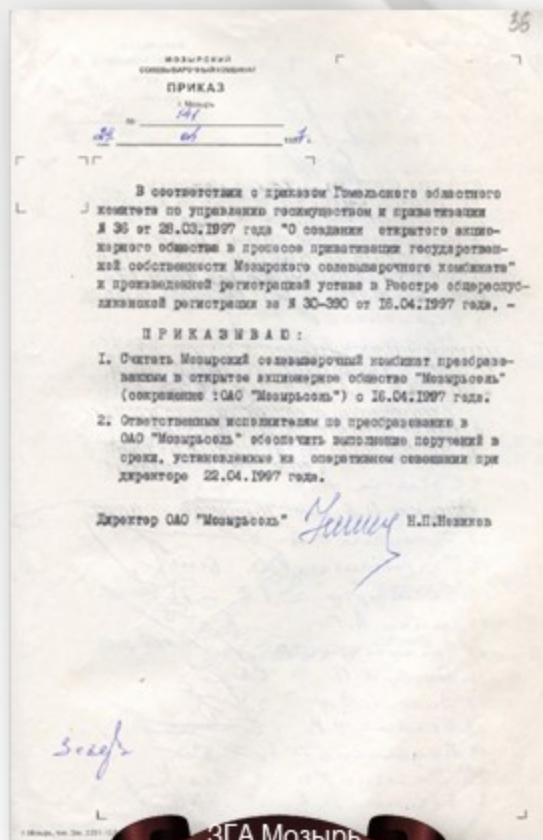 36
МОЗЫРСКИЙ
СОЛЕВЫВАРОЧНЫЙ КОМБИНАТ
ПРИКАЗ
г. Мозырь
№ 141
24 04 1997 г.
В соответствии с приказом Гомельского областного
комитета по управлению госимуществом и приватизации
№ 36 от 28.03.1997 года "О создании открытого акцио-
нерного общества в процессе приватизации государствен-
ной собственности Мозырского солевыварочного комбината"
и произведенной регистрацией устава в Реестре общереспуб-
ликанской регистрации за № 30-390 от 16.04.1997 года, -
ПРИКАЗЫВАЮ:
1. Считать Мозырский солевыварочный комбинат преобразо-
ванным в открытое акционерное общество "Мозырьсоль"
(сокращенно :ОАО "Мозырьсоль") с 16.04.1997 года.
2. Ответственным исполнителям по преобразованию в
ОАО "Мозырьсоль" обеспечить выполнение поручений в
сроки, установленные на оперативном совещании при
директоре 22.04.1997 года.
Директор ОАО "Мозырьсоль" Н.П.Новиков
ЗГА Мозырь